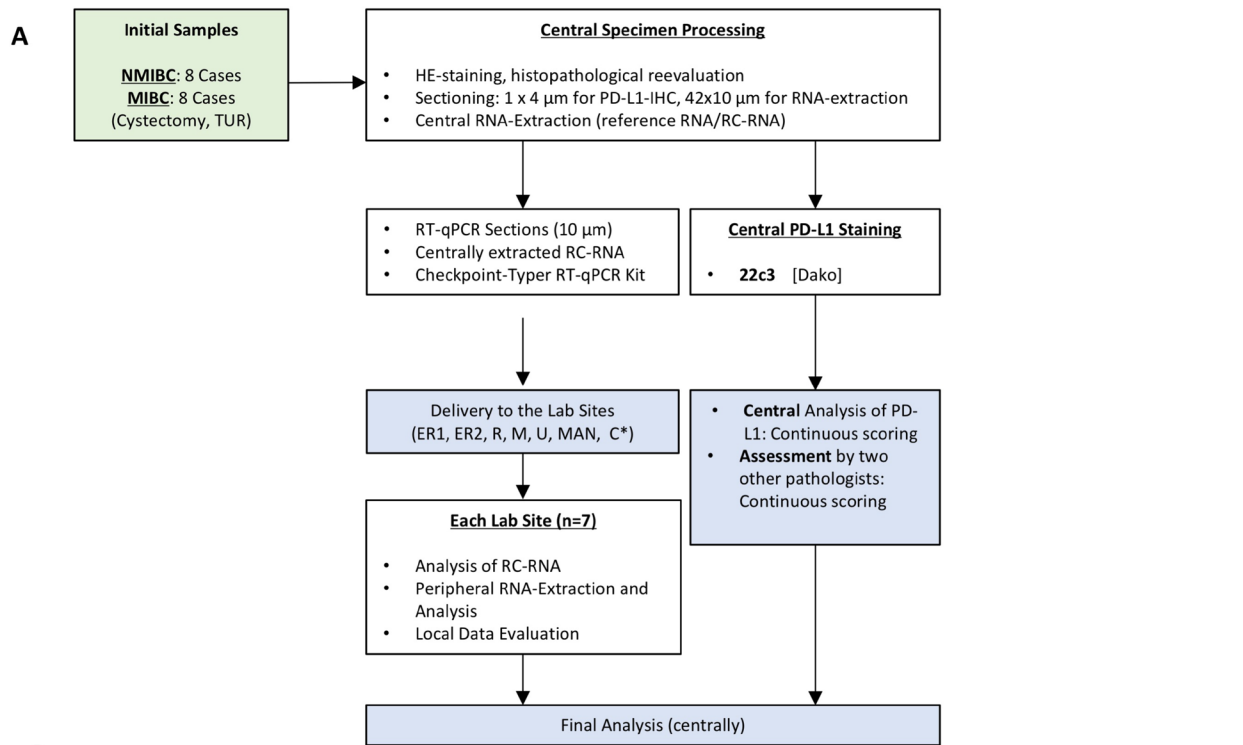 A
Initial Samples
NMIBC: 8 Cases
MIBC: 8 Cases
(Cystectomy, TUR)
Central Specimen Processing
• HE-staining, histopathological reevaluation
• Sectioning: 1 x 4 µm for PD-L1-IHC, 42x10 µm for RNA-extraction
• Central RNA-Extraction (reference RNA/RC-RNA)
• RT-qPCR Sections (10 µm)
• Centrally extracted RC-RNA
• Checkpoint-Typer RT-qPCR Kit
Central PD-L1 Staining
• 22c3 [Dako]
Delivery to the Lab Sites
(ER1, ER2, R, M, U, MAN, C*)
• Central Analysis of PD-
L1: Continuous scoring
• Assessment by two
other pathologists:
Continuous scoring
Each Lab Site (n=7)
• Analysis of RC-RNA
• Peripheral RNA-Extraction and
Analysis
• Local Data Evaluation
Final Analysis (centrally)